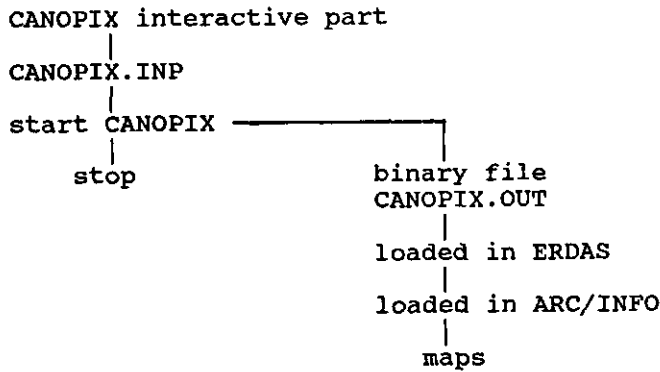 CANOPIX interactive part
CANOPIX.INP
start CANOPIX
stop
binary file
CANOPIX.OUT
loaded in ERDAS
loaded in ARC/INFO
maps